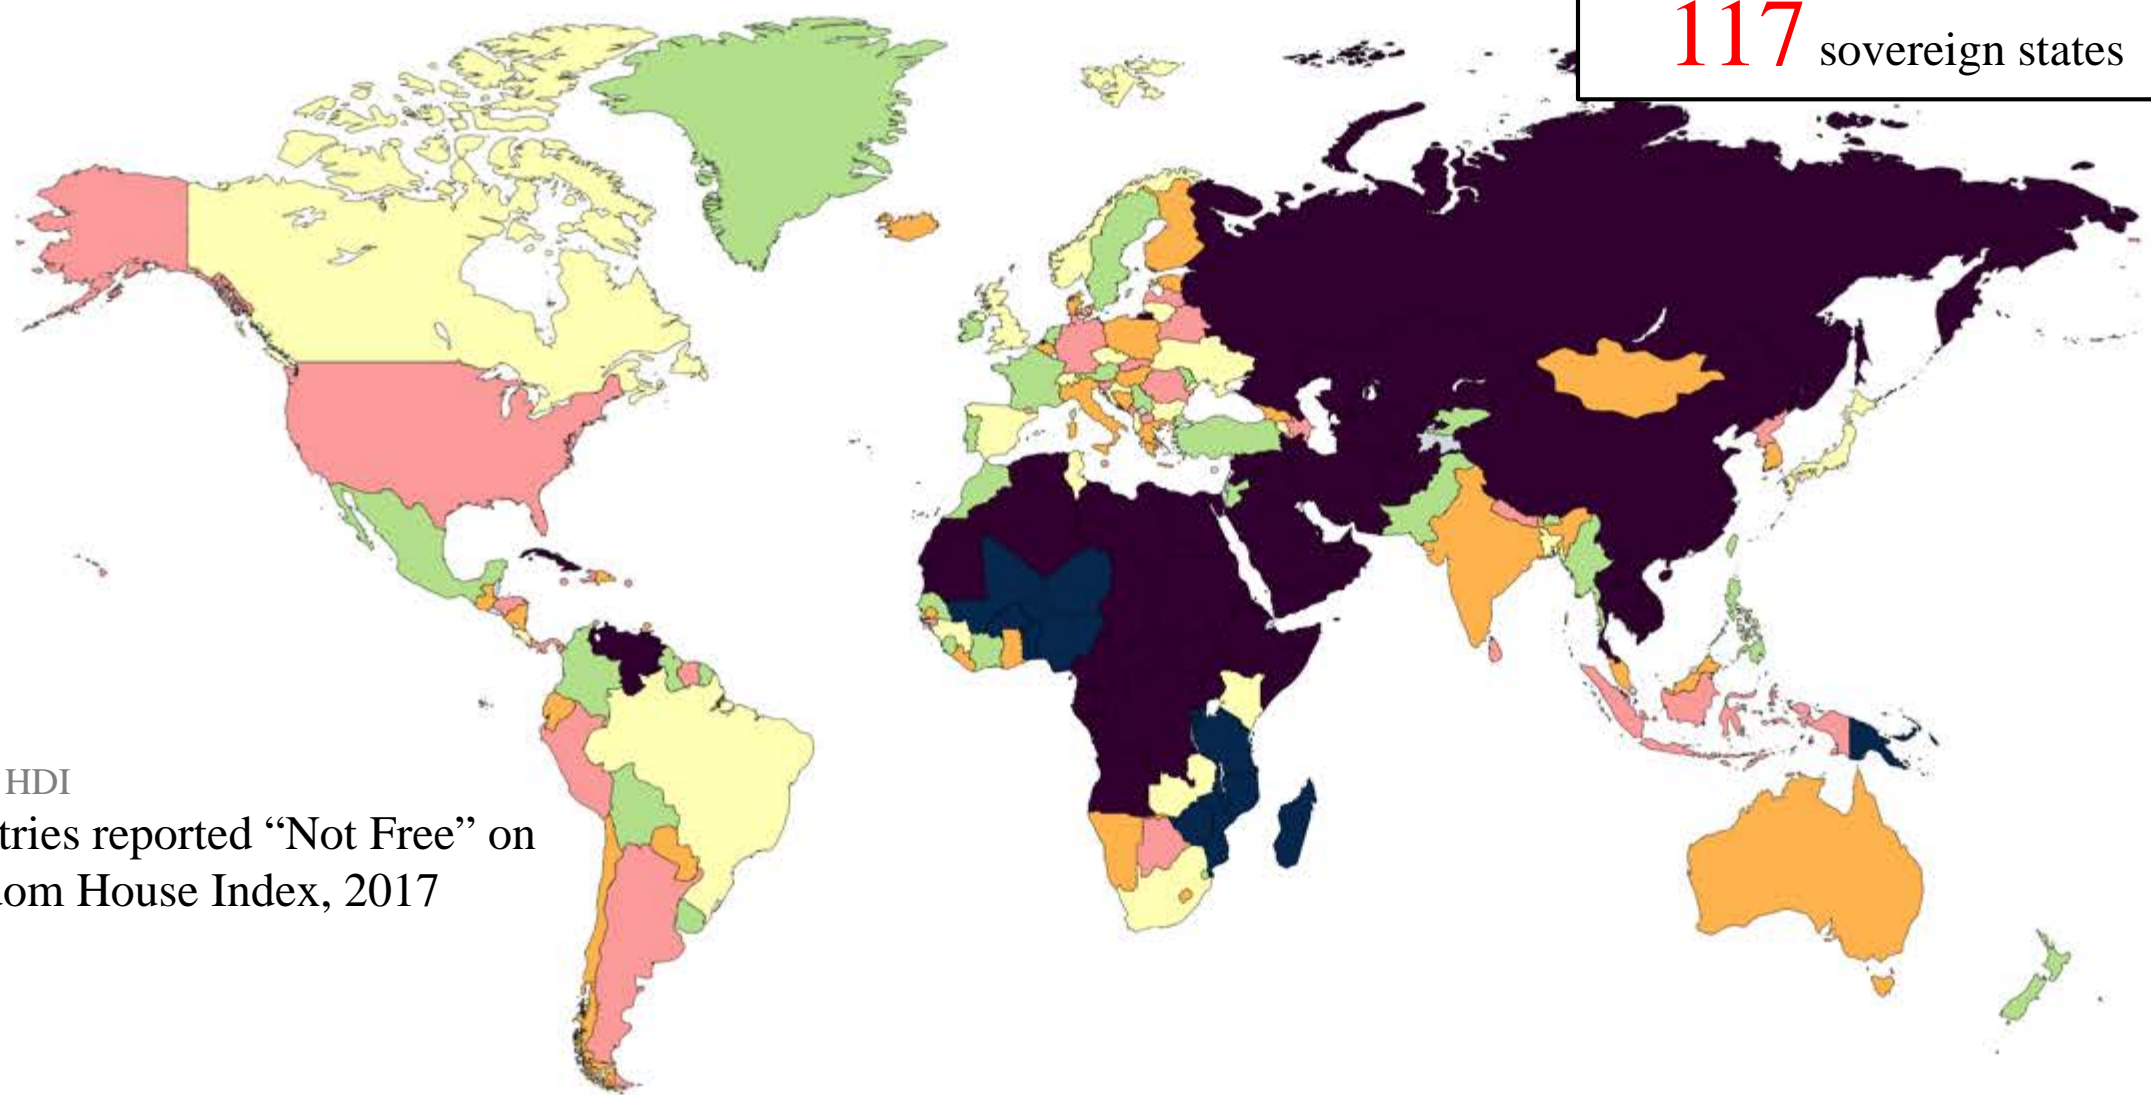 117 sovereign states
HDI
tries reported “Not Free” on
om House Index, 2017